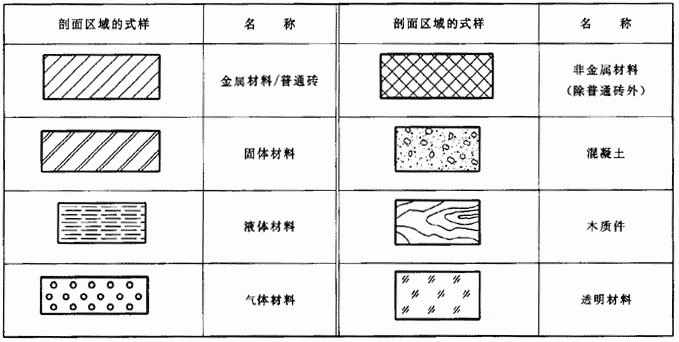 剖面区域的式样 名 称 剖面区域的式样 名 称
金属材料/普通砖 非金属材料
(除普通砖外)
固体材料 混凝土
液体材料 木质件
气体材料 透明材料